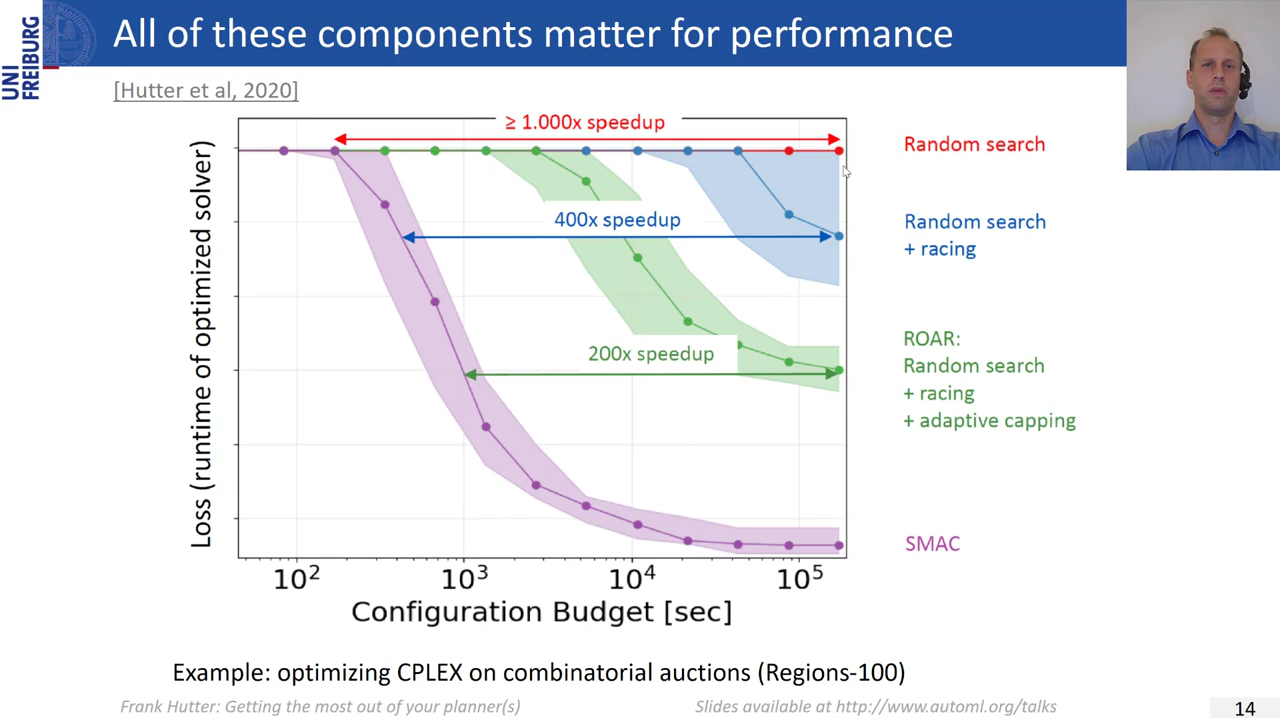 UNI
FREIBURG
All of these components matter for performance
[Hutter et al, 2020]
≥ 1.000x speedup
400x speedup
200x speedup
Loss (runtime of optimized solver)
10²
10³
10⁴
10⁵
Configuration Budget [sec]
Random search
Random search
+ racing
ROAR:
Random search
+ racing
+ adaptive capping
SMAC
Example: optimizing CPLEX on combinatorial auctions (Regions-100)
Frank Hutter: Getting the most out of your planner(s)
Slides available at http://www.automl.org/talks
14